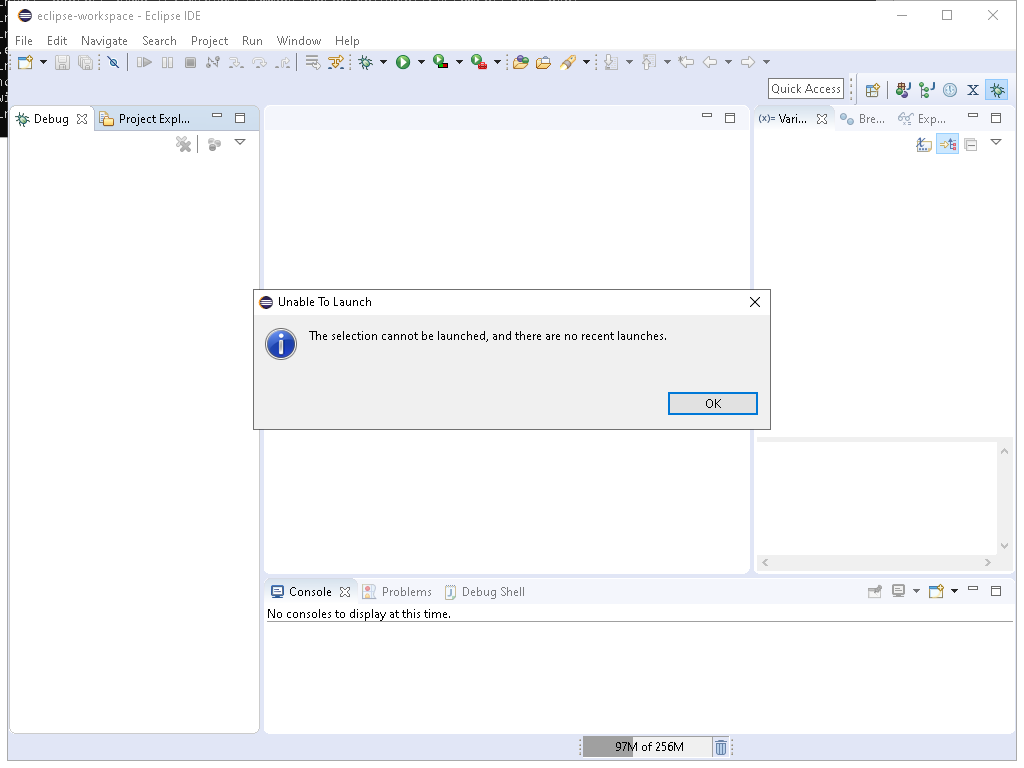 eclipse-workspace - Eclipse IDE
File Edit Navigate Search Project Run Window Help
Quick Access
Debug Project Expl... (x)= Vari... Bre... Exp...
Unable To Launch
The selection cannot be launched, and there are no recent launches.
OK
Console Problems Debug Shell
No consoles to display at this time.
97M of 256M